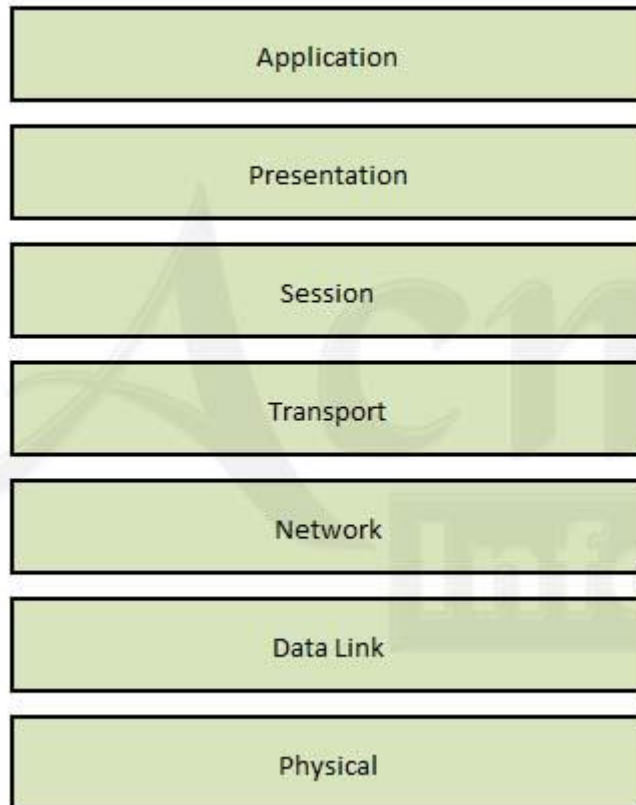 Application
Presentation
Session
Transport
Network
Data Link
Physical